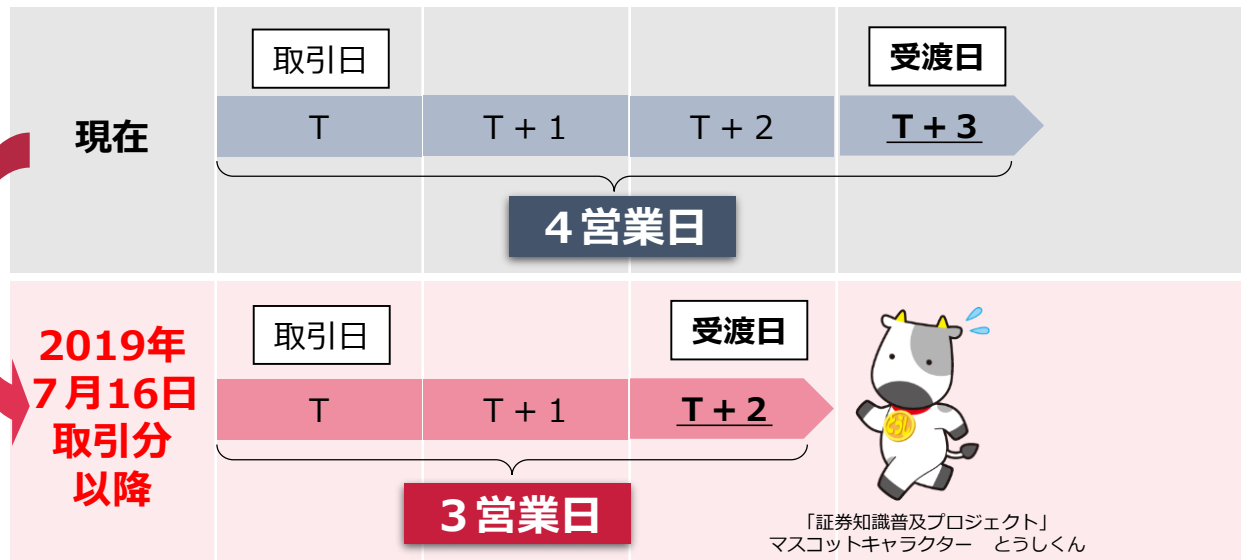 取引日
受渡日
現在
T
T + 1
T + 2
T + 3
４営業日
2019年
７月16日
取引分
以降
取引日
受渡日
T
T + 1
T + 2
３営業日
「証券知識普及プロジェクト」
マスコットキャラクター　とうしくん